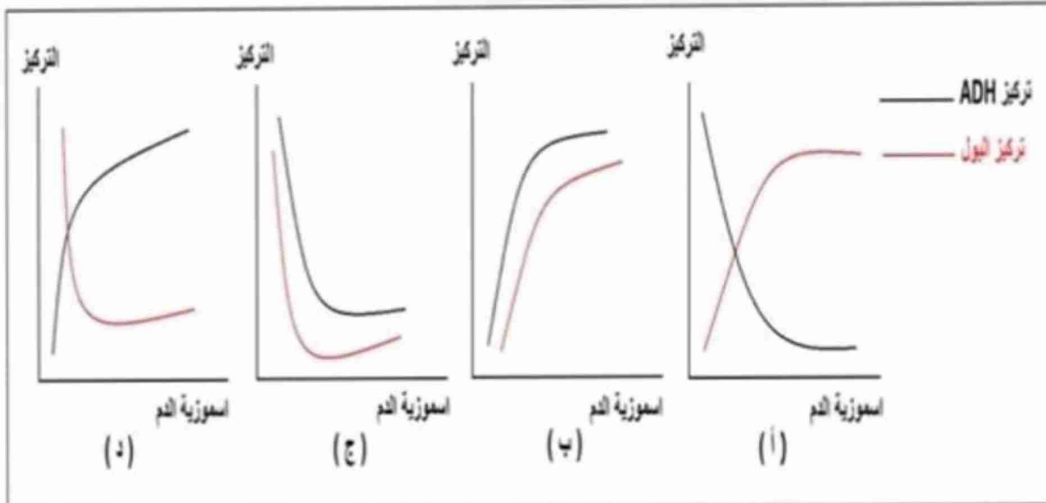 التركيز
التركيز
التركيز
التركيز
تركيز ADH
تركيز البول
اسموزية الدم
اسموزية الدم
اسموزية الدم
اسموزية الدم
( أ )
( ب )
( ج )
( د )